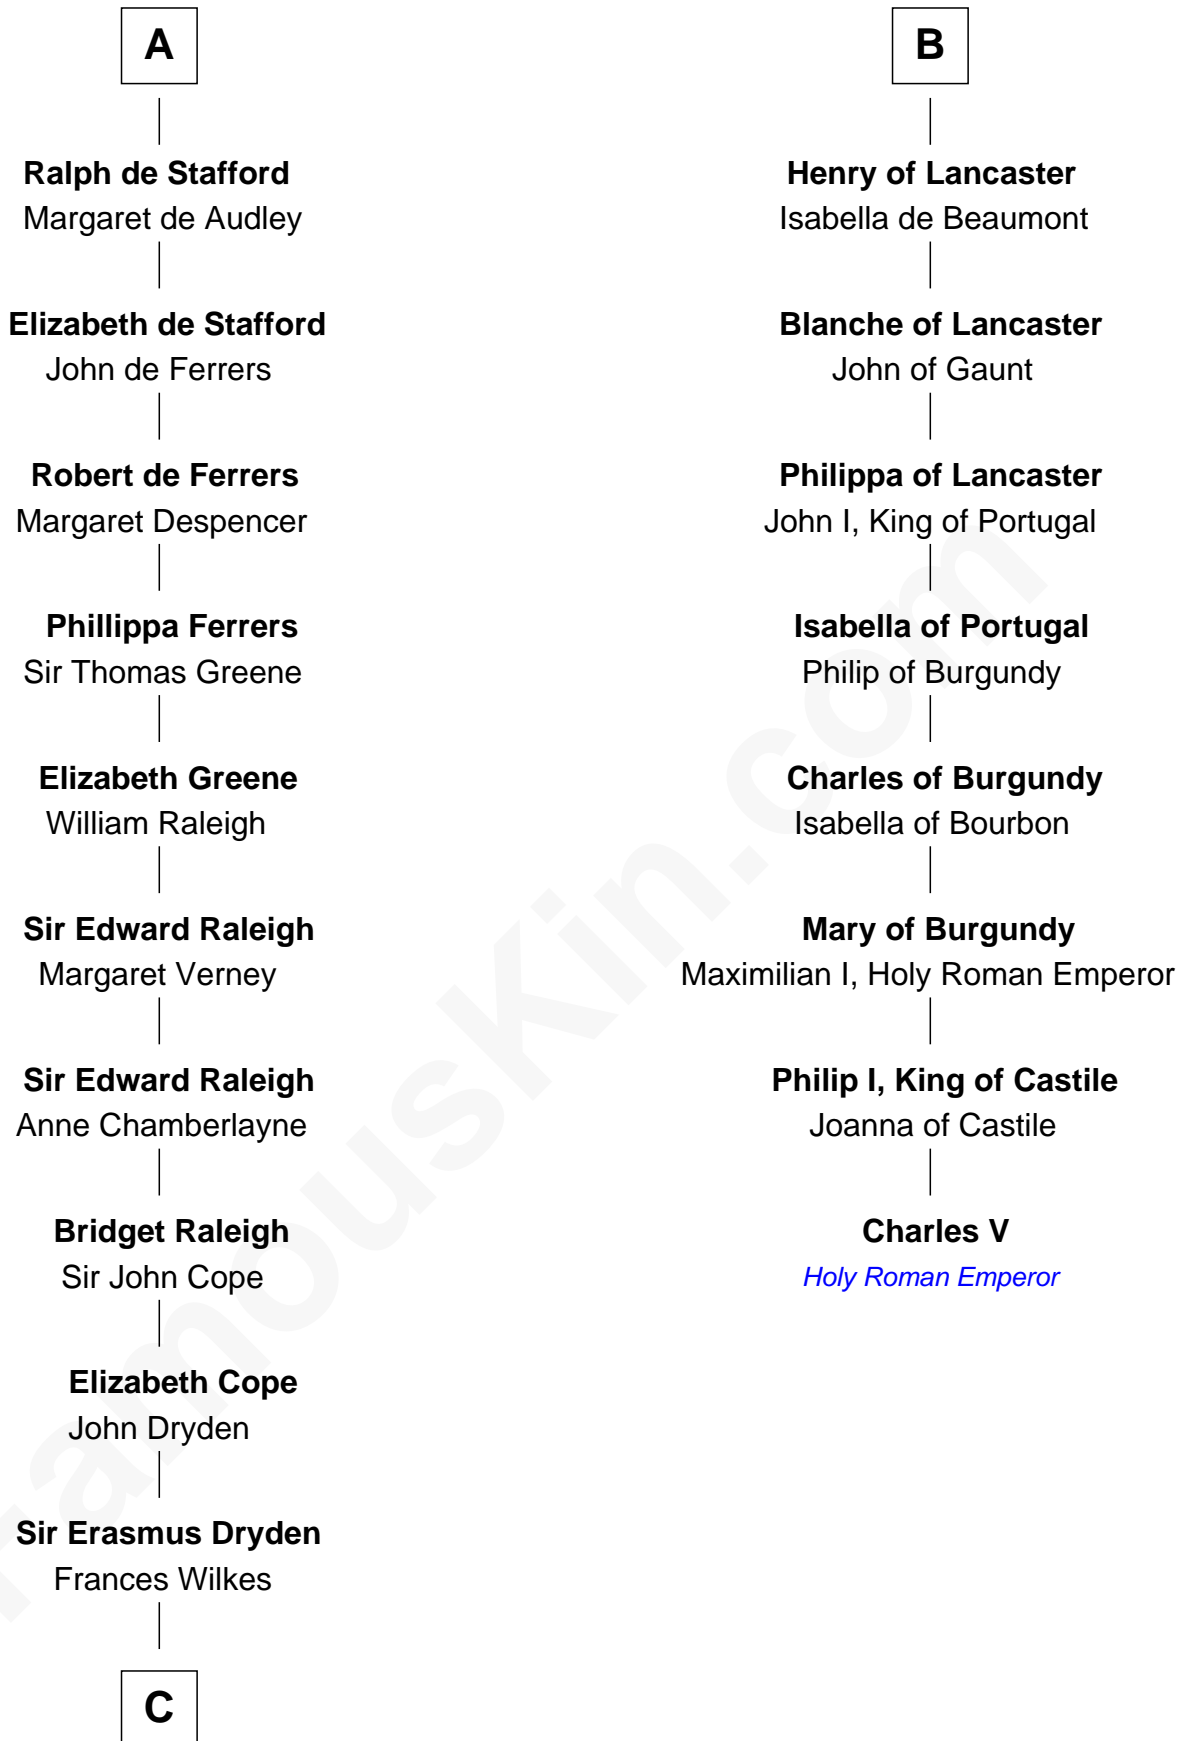 A
Ralph de Stafford
Margaret de Audley
Elizabeth de Stafford
John de Ferrers
Robert de Ferrers
Margaret Despencer
Phillippa Ferrers
Sir Thomas Greene
Elizabeth Greene
William Raleigh
Sir Edward Raleigh
Margaret Verney
Sir Edward Raleigh
Anne Chamberlayne
Bridget Raleigh
Sir John Cope
Elizabeth Cope
John Dryden
Sir Erasmus Dryden
Frances Wilkes
C
B
Henry of Lancaster
Isabella de Beaumont
Blanche of Lancaster
John of Gaunt
Philippa of Lancaster
John I, King of Portugal
Isabella of Portugal
Philip of Burgundy
Charles of Burgundy
Isabella of Bourbon
Mary of Burgundy
Maximilian I, Holy Roman Emperor
Philip I, King of Castile
Joanna of Castile
Charles V
Holy Roman Emperor
FamousKin.com